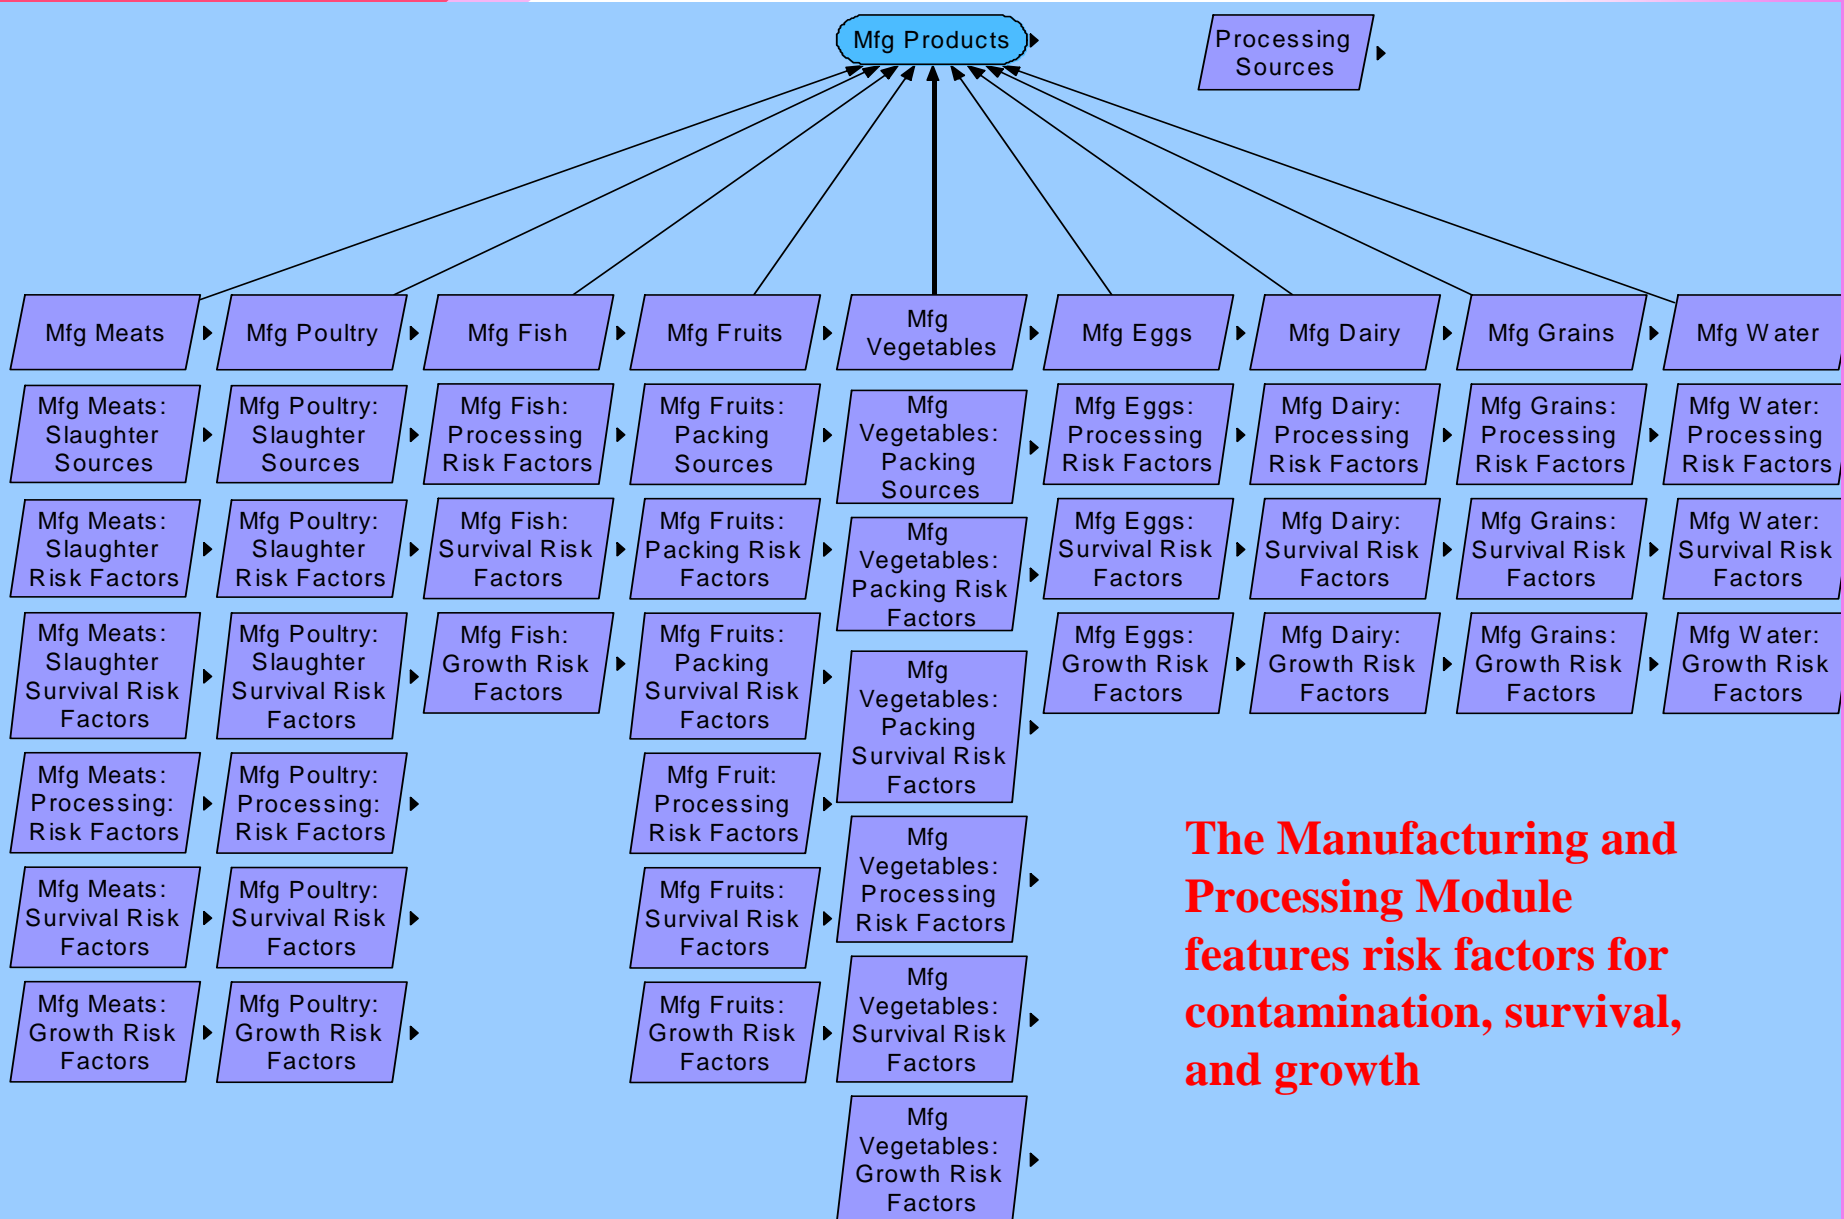 Mfg Products
Processing
Sources
Mfg Meats
Mfg Poultry
Mfg Fish
Mfg Fruits
Mfg
Vegetables
Mfg Eggs
Mfg Dairy
Mfg Grains
Mfg Water
Mfg Meats:
Slaughter
Sources
Mfg Poultry:
Slaughter
Sources
Mfg Fish:
Processing
Risk Factors
Mfg Fruits:
Packing
Sources
Mfg
Vegetables:
Packing
Sources
Mfg Eggs:
Processing
Risk Factors
Mfg Dairy:
Processing
Risk Factors
Mfg Grains:
Processing
Risk Factors
Mfg Water:
Processing
Risk Factors
Mfg Meats:
Slaughter
Risk Factors
Mfg Poultry:
Slaughter
Risk Factors
Mfg Fish:
Survival Risk
Factors
Mfg Fruits:
Packing Risk
Factors
Mfg
Vegetables:
Packing Risk
Factors
Mfg Eggs:
Survival Risk
Factors
Mfg Dairy:
Survival Risk
Factors
Mfg Grains:
Survival Risk
Factors
Mfg Water:
Survival Risk
Factors
Mfg Meats:
Slaughter
Survival Risk
Factors
Mfg Poultry:
Slaughter
Survival Risk
Factors
Mfg Fish:
Growth Risk
Factors
Mfg Fruits:
Packing
Survival Risk
Factors
Mfg
Vegetables:
Packing
Survival Risk
Factors
Mfg Eggs:
Growth Risk
Factors
Mfg Dairy:
Growth Risk
Factors
Mfg Grains:
Growth Risk
Factors
Mfg Water:
Growth Risk
Factors
Mfg Meats:
Processing:
Risk Factors
Mfg Poultry:
Processing:
Risk Factors
Mfg Fruit:
Processing
Risk Factors
Mfg
Vegetables:
Processing
Risk Factors
Mfg Meats:
Survival Risk
Factors
Mfg Poultry:
Survival Risk
Factors
Mfg Fruits:
Survival Risk
Factors
Mfg
Vegetables:
Survival Risk
Factors
Mfg Meats:
Growth Risk
Factors
Mfg Poultry:
Growth Risk
Factors
Mfg Fruits:
Growth Risk
Factors
Mfg
Vegetables:
Growth Risk
Factors
The Manufacturing and
Processing Module
features risk factors for
contamination, survival,
and growth